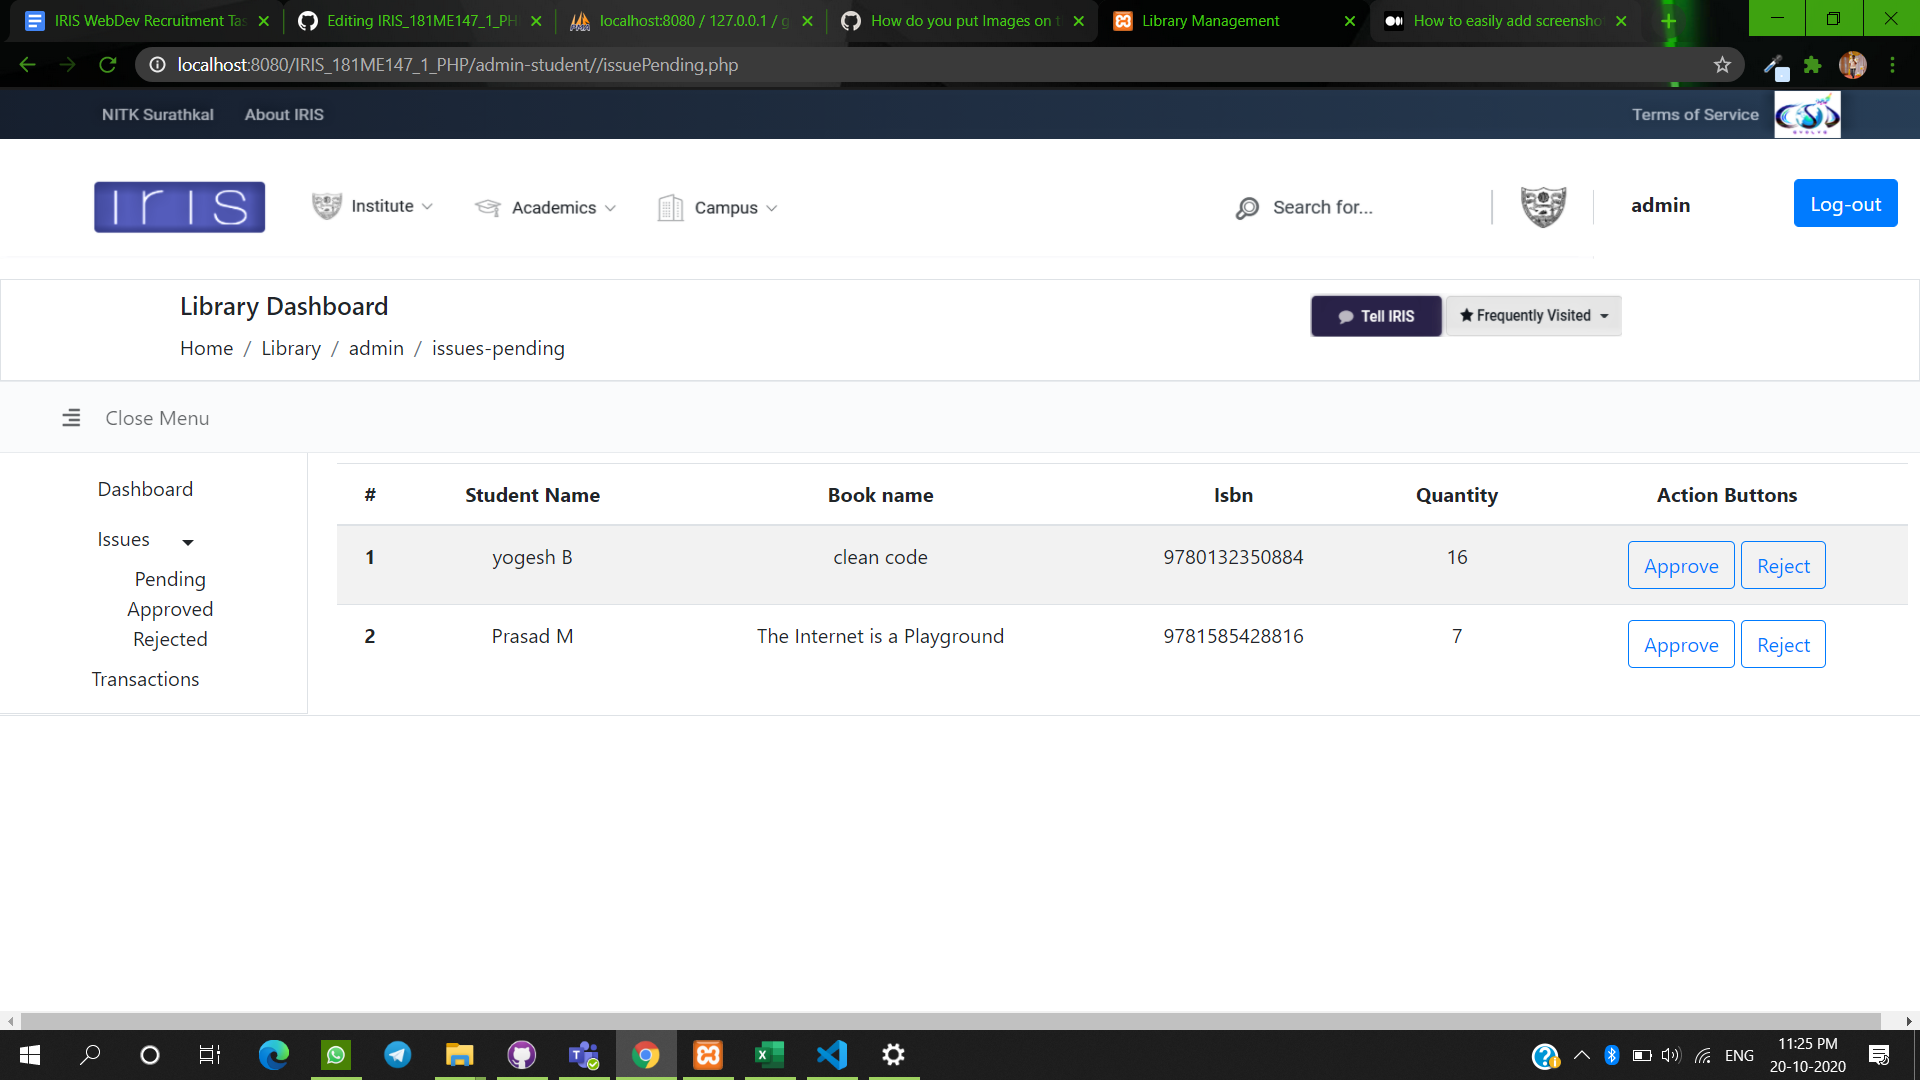 IRIS WebDev Recruitment Tas
Editing IRIS_181ME147_1_PH
localhost:8080 / 127.0.0.1 / g
How do you put Images on t
Library Management
How to easily add screensho
localhost:8080/IRIS_181ME147_1_PHP/admin-student//issuePending.php
NITK Surathkal About IRIS Terms of Service
IRIS Institute Academics Campus Search for... admin Log-out
Library Dashboard
Tell IRIS Frequently Visited
Home / Library / admin / issues-pending
Close Menu
Dashboard
Issues
Pending
Approved
Rejected
Transactions
# Student Name Book name Isbn Quantity Action Buttons
1 yogesh B clean code 9780132350884 16 Approve Reject
2 Prasad M The Internet is a Playground 9781585428816 7 Approve Reject
ENG
11:25 PM
20-10-2020